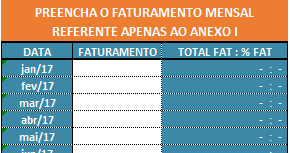 PREENCHA O FATURAMENTO MENSAL
REFERENTE APENAS AO ANEXO I
DATA FATURAMENTO TOTAL FAT : % FAT
jan/17 - : -
fev/17 - : -
mar/17 - : -
abr/17 - : -
mai/17 - : -